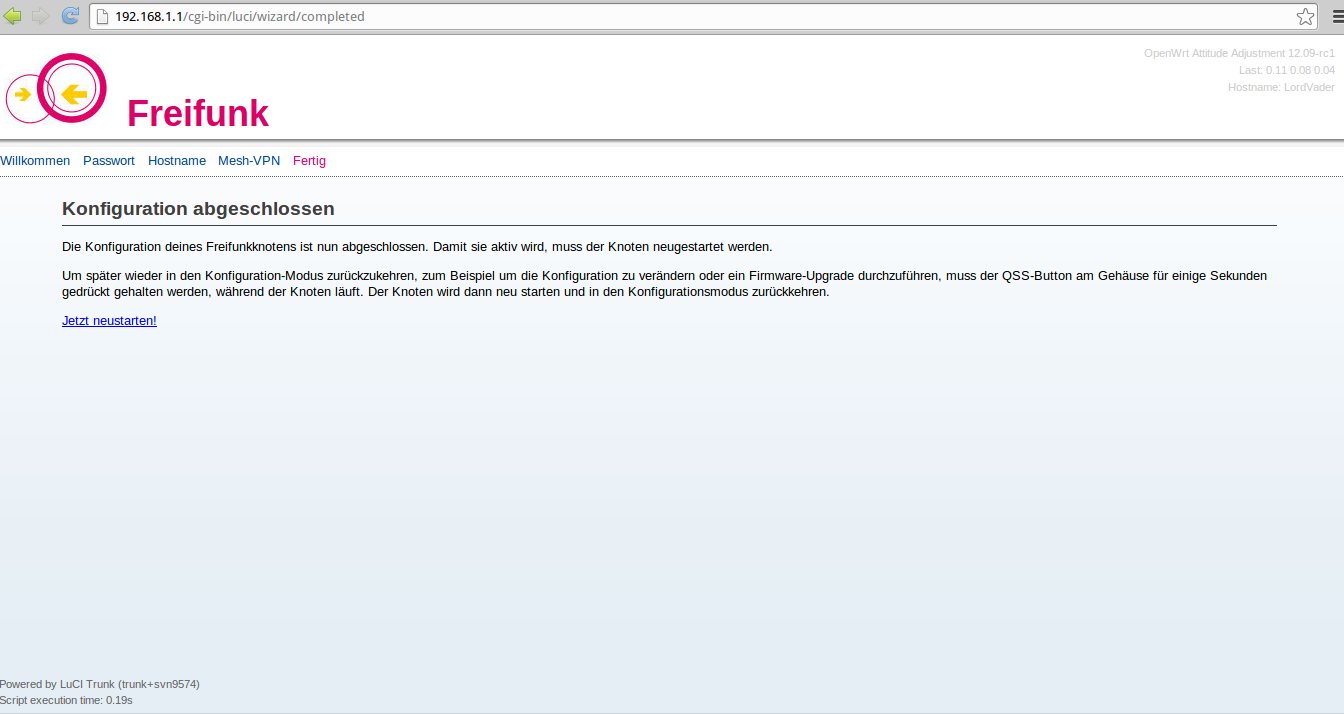 192.168.1.1/cgi-bin/luci/wizard/completed
OpenWrt Attitude Adjustment 12.09-rc1
Last: 0.11 0.08 0.04
Hostname: LordVader
Freifunk
Willkommen Passwort Hostname Mesh-VPN Fertig
Konfiguration abgeschlossen
Die Konfiguration deines Freifunkknotens ist nun abgeschlossen. Damit sie aktiv wird, muss der Knoten neugestartet werden.
Um später wieder in den Konfiguration-Modus zurückzukehren, zum Beispiel um die Konfiguration zu verändern oder ein Firmware-Upgrade durchzuführen, muss der QSS-Button am Gehäuse für einige Sekunden
gedrückt gehalten werden, während der Knoten läuft. Der Knoten wird dann neu starten und in den Konfigurationsmodus zurückkehren.
Jetzt neustarten!
Powered by LuCI Trunk (trunk+svn9574)
Script execution time: 0.19s